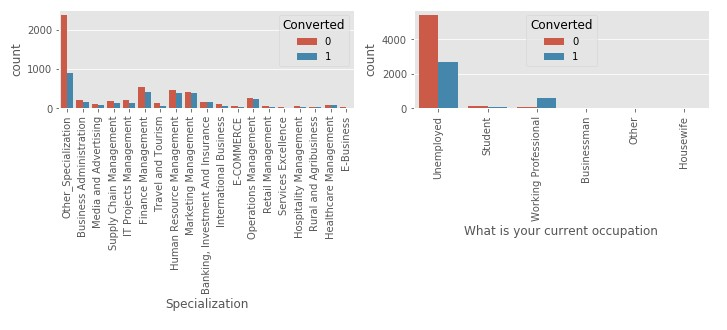 Converted
0
1
count
2000
1000
0
Other_Specialization
Business Administration
Media and Advertising
Supply Chain Management
IT Projects Management
Finance Management
Travel and Tourism
Human Resource Management
Marketing Management
Banking, Investment And Insurance
International Business
E-COMMERCE
Operations Management
Retail Management
Services Excellence
Hospitality Management
Rural and Agribusiness
Healthcare Management
E-Business
Specialization
Converted
0
1
count
4000
2000
0
Unemployed
Student
Working Professional
Businessman
Other
Housewife
What is your current occupation